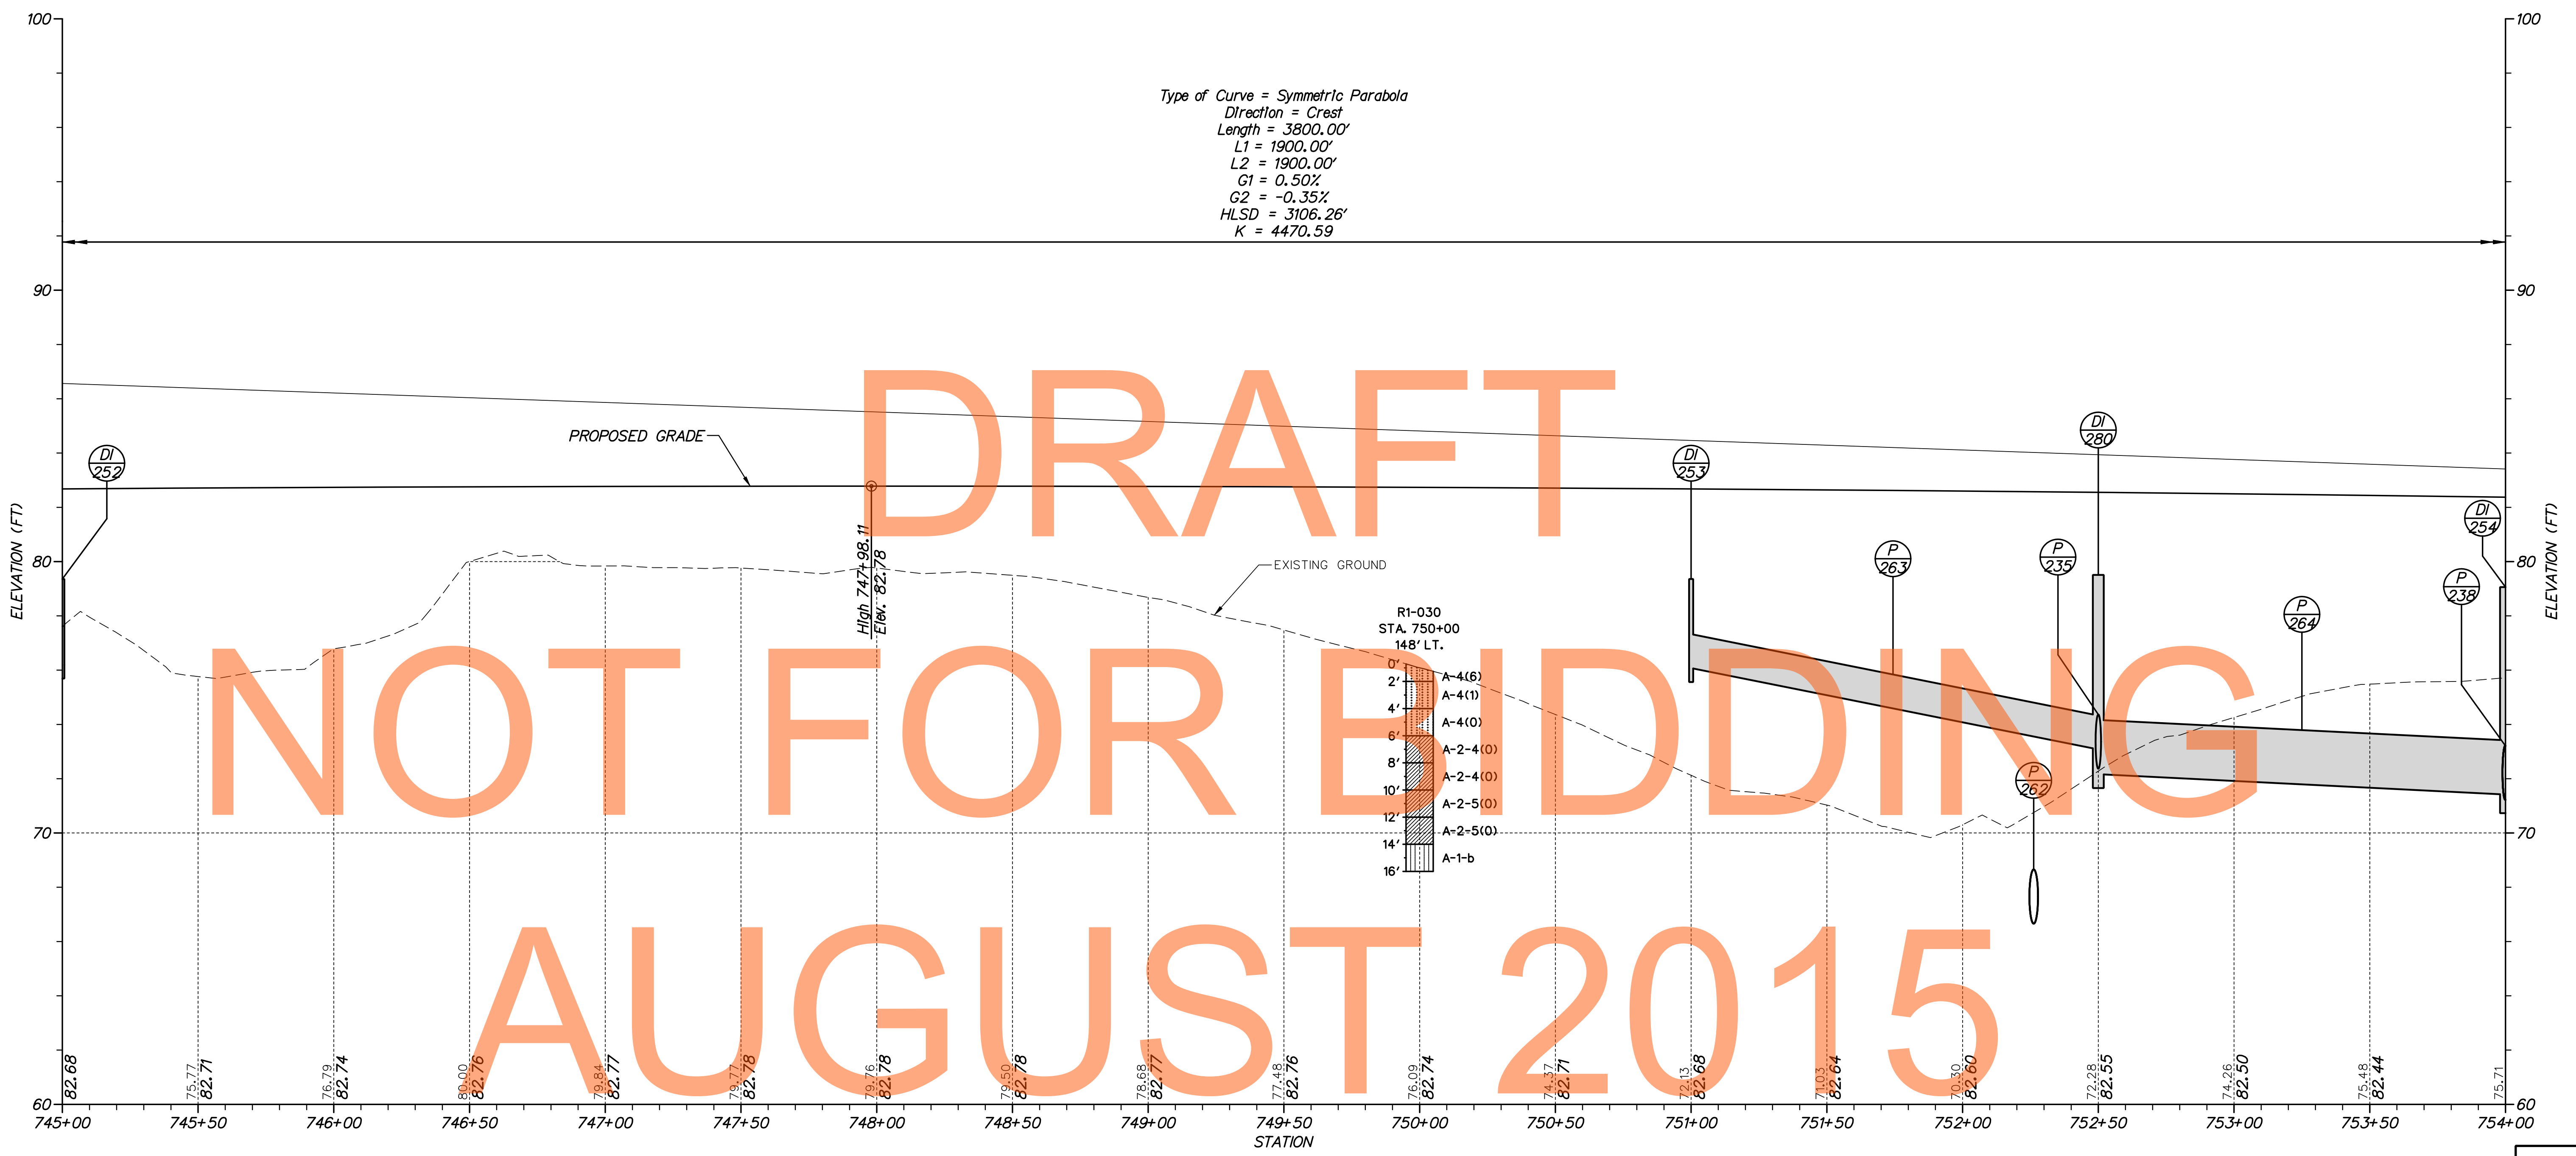 100
100
Type of Curve = Symmetric Parabola
Direction = Crest
Length = 3800.00'
L1 = 1900.00'
L2 = 1900.00'
G1 = 0.50%
G2 = -0.35%
HLSD = 3106.26'
K = 4470.59
90
90
DRAFT
PROPOSED GRADE
DI
252
DI
253
DI
280
DI
254
ELEVATION (FT)
ELEVATION (FT)
High 747+98.11
Elev. 82.78
80
80
EXISTING GROUND
P
263
P
235
P
238
P
264
R1-030
STA. 750+00
148' LT.
0'
2'
4'
6'
8'
10'
12'
14'
16'
A-4(6)
A-4(1)
A-4(0)
A-2-4(0)
A-2-4(0)
A-2-5(0)
A-2-5(0)
A-1-b
NOT FOR BIDDING
P
262
70
70
AUGUST 2015
82.68
75.77
82.71
76.79
82.74
80.00
82.76
79.84
82.77
79.77
82.78
79.76
82.78
79.50
82.78
78.68
82.77
77.48
82.76
76.09
82.74
74.37
82.71
72.13
82.68
71.03
82.64
70.30
82.60
72.28
82.55
74.26
82.50
75.48
82.44
75.71
60
60
745+00 745+50 746+00 746+50 747+00 747+50 748+00 748+50 749+00 749+50 750+00 750+50 751+00 751+50 752+00 752+50 753+00 753+50 754+00
STATION